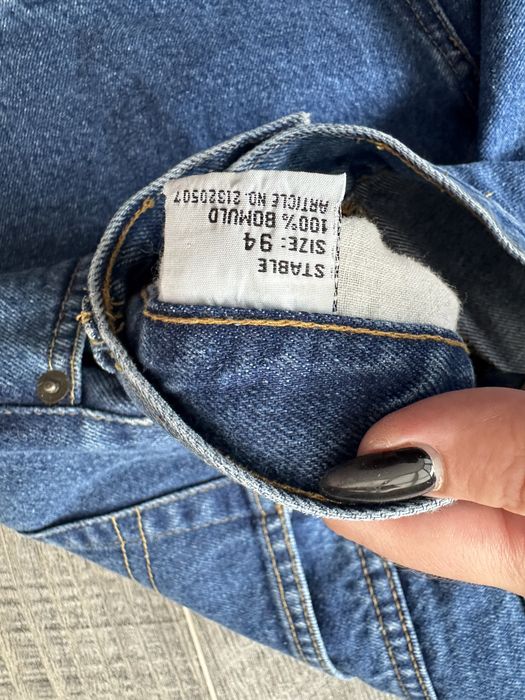 STABLE
SIZE: 94
100% BOMULD
ARTICLE NO. 21320507